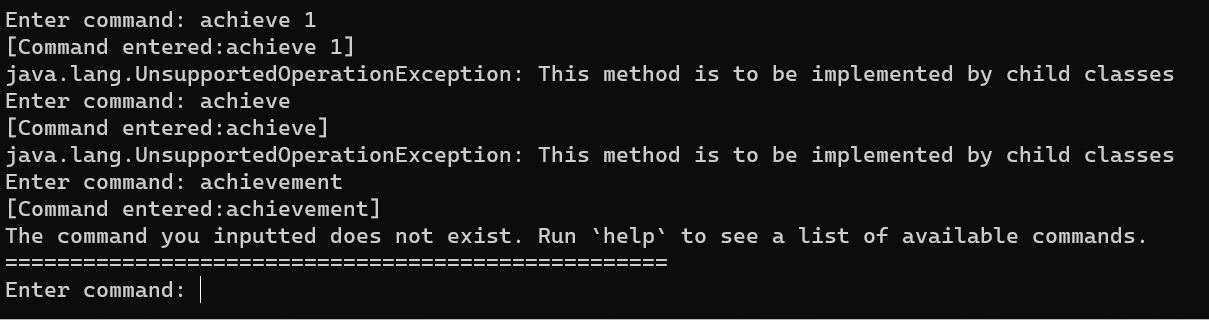 Enter command: achieve 1
[Command entered:achieve 1]
java.lang.UnsupportedOperationException: This method is to be implemented by child classes
Enter command: achieve
[Command entered:achieve]
java.lang.UnsupportedOperationException: This method is to be implemented by child classes
Enter command: achievement
[Command entered:achievement]
The command you inputted does not exist. Run `help` to see a list of available commands.
===================================================
Enter command: